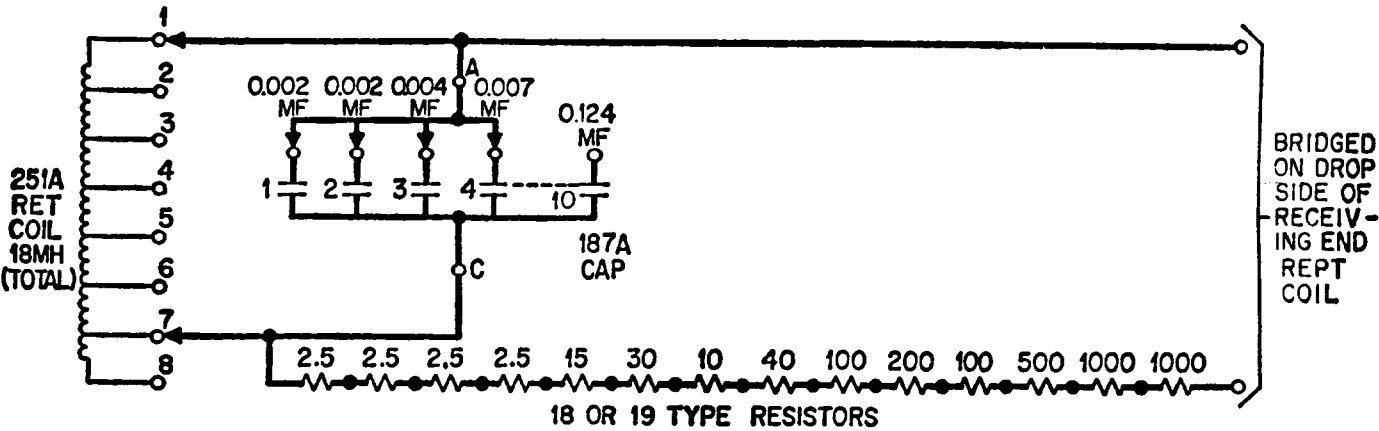 1
2
3
4
5
6
7
8
251A
RET
COIL
18MH
(TOTAL)
A
0.002 0.002 0.004 0.007
MF MF MF MF
0.124
MF
1 2 3 4 10
187A
CAP
C
2.5 2.5 2.5 2.5 15 30 10 40 100 200 100 500 1000 1000
18 OR 19 TYPE RESISTORS
BRIDGED
ON DROP
SIDE OF
RECEIV-
ING END
REPT
COIL